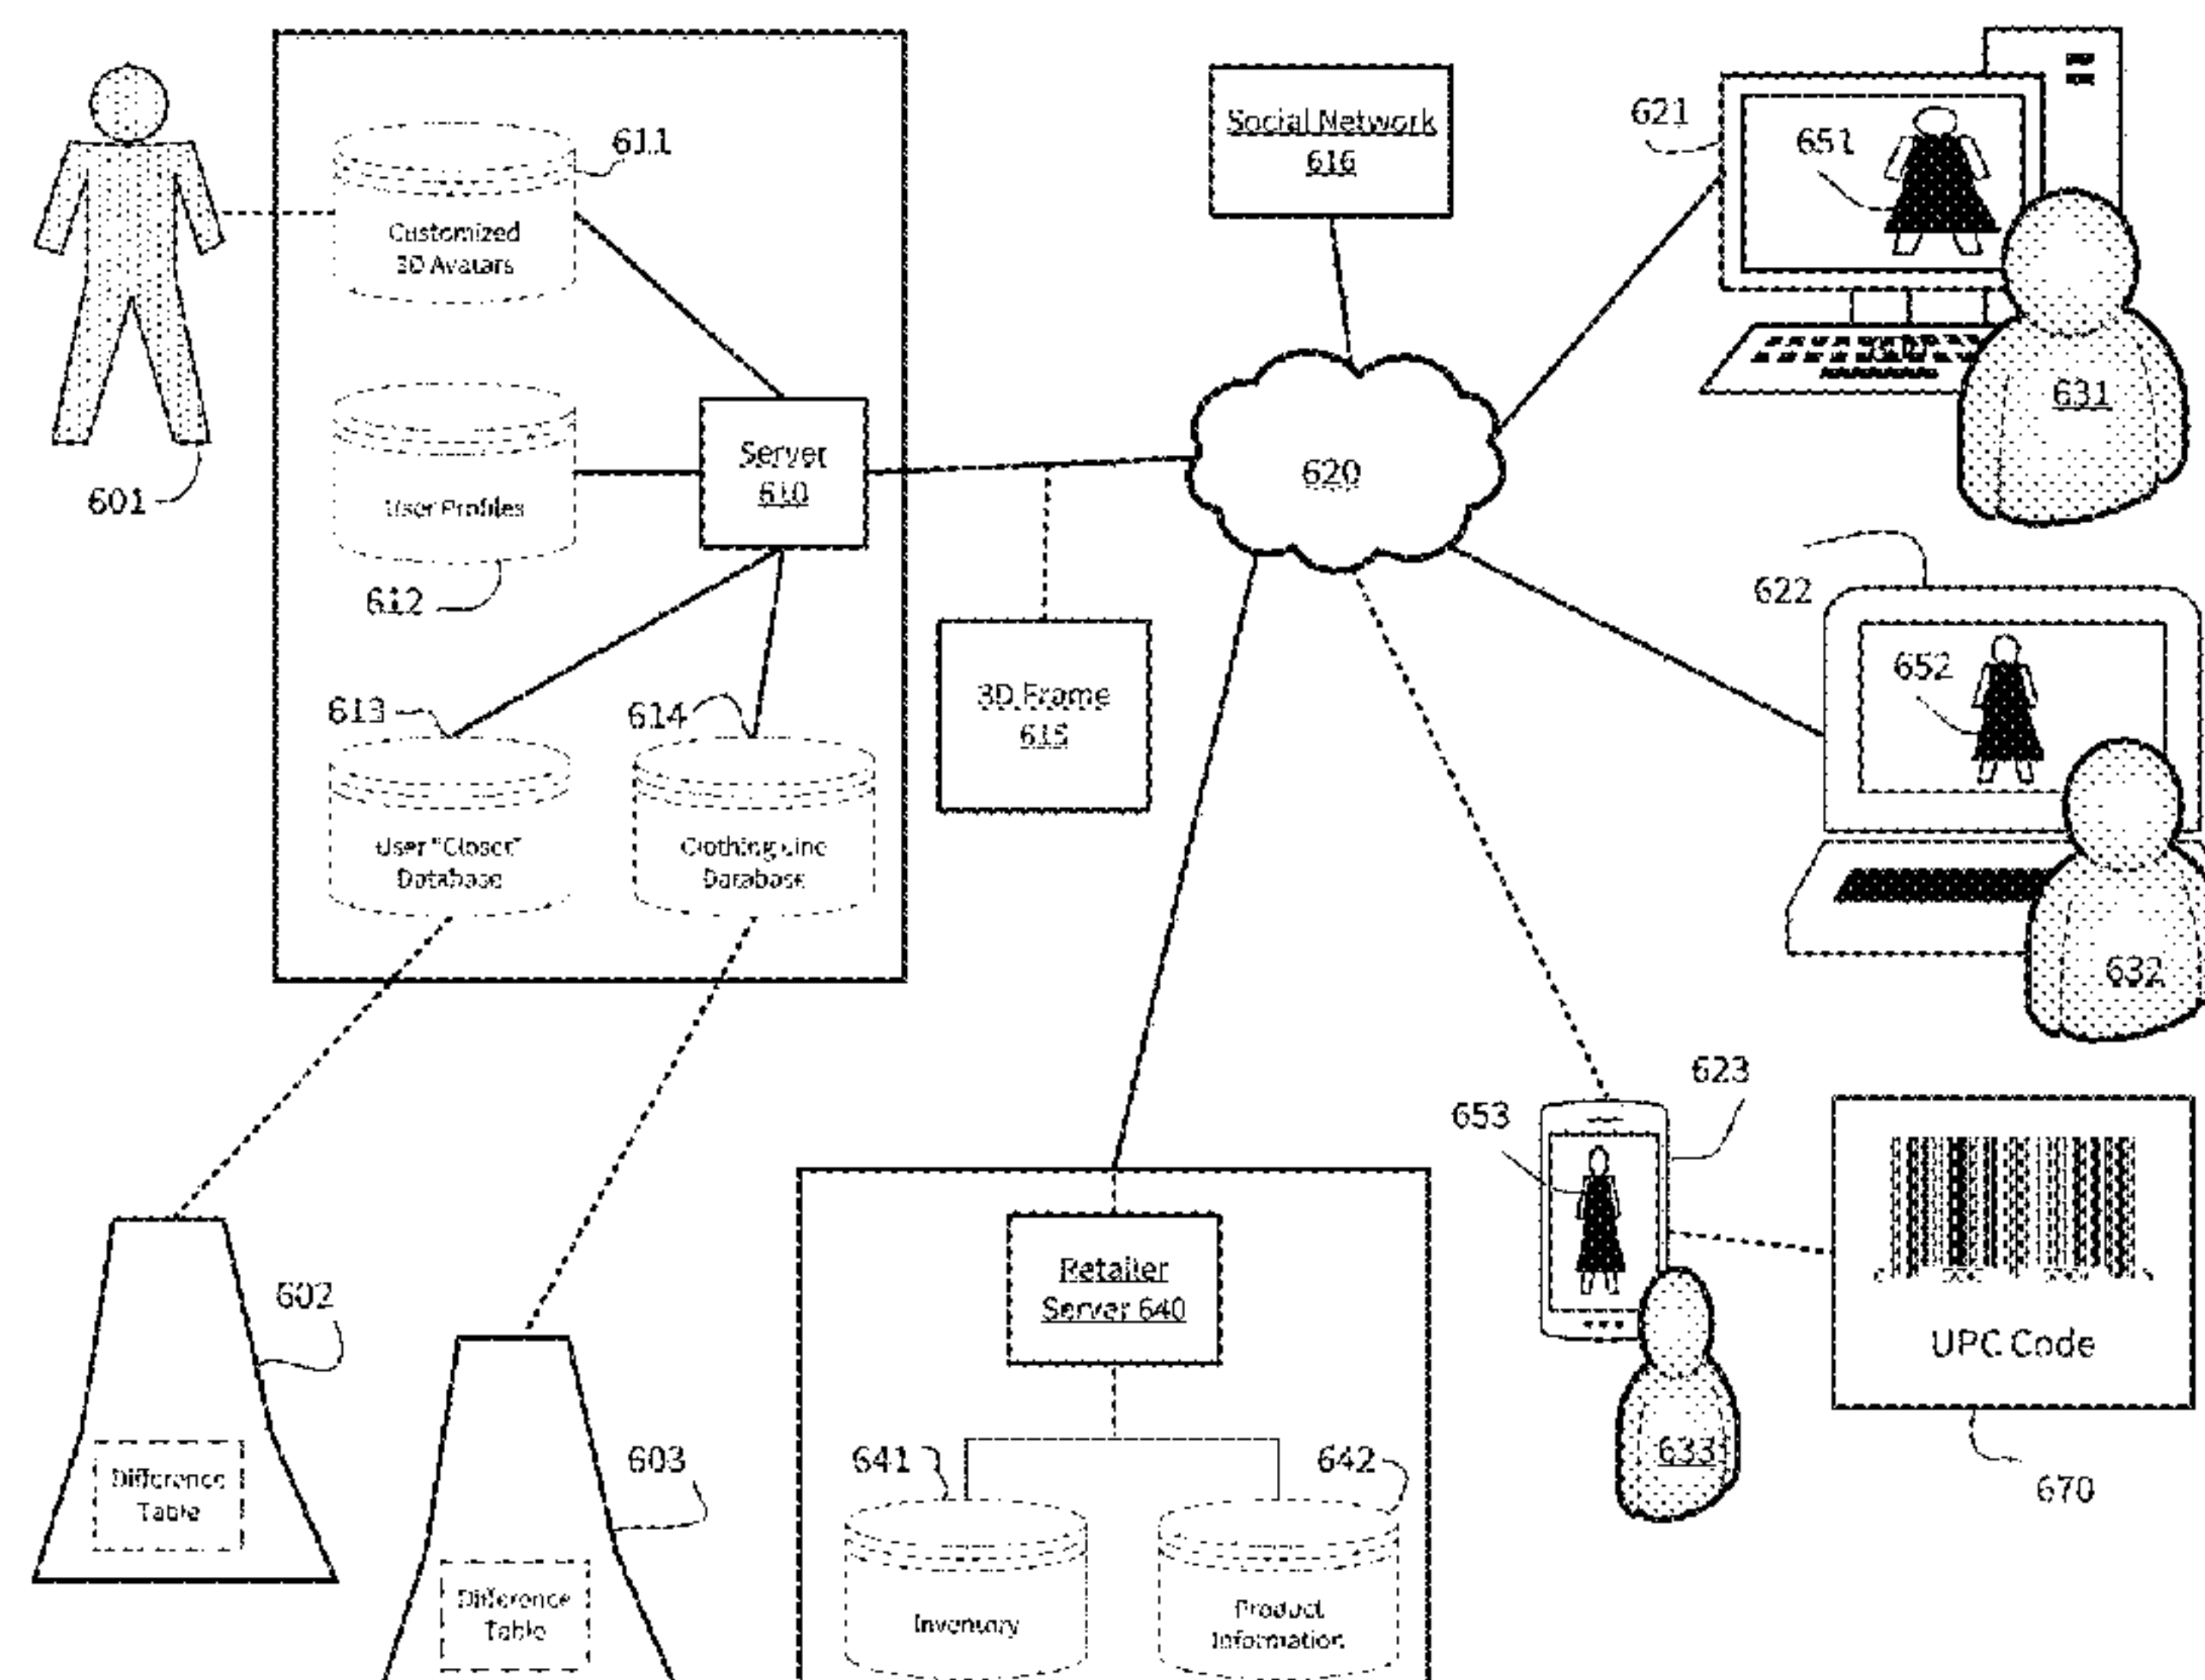 611
Customized
3D Avatars
601
User Profiles
612
Server
610
613
User "Closet"
Database
614
Clothing Line
Database
Social Network
616
620
3D Frame
615
621
651
631
622
652
632
623
653
633
UPC Code
670
602
Difference
Table
603
Difference
Table
Retailer
Server 640
641
Inventory
642
Product
Information